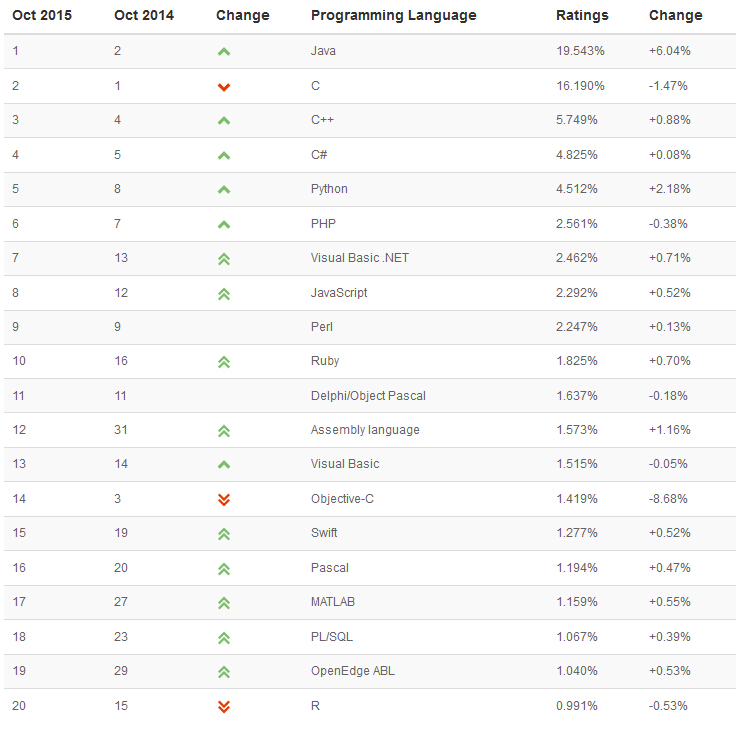 Oct 2015 Oct 2014 Change Programming Language Ratings Change
1 2 Java 19.543% +6.04%
2 1 C 16.190% -1.47%
3 4 C++ 5.749% +0.88%
4 5 C# 4.825% +0.08%
5 8 Python 4.512% +2.18%
6 7 PHP 2.561% -0.38%
7 13 Visual Basic .NET 2.462% +0.71%
8 12 JavaScript 2.292% +0.52%
9 9 Perl 2.247% +0.13%
10 16 Ruby 1.825% +0.70%
11 11 Delphi/Object Pascal 1.637% -0.18%
12 31 Assembly language 1.573% +1.16%
13 14 Visual Basic 1.515% -0.05%
14 3 Objective-C 1.419% -8.68%
15 19 Swift 1.277% +0.52%
16 20 Pascal 1.194% +0.47%
17 27 MATLAB 1.159% +0.55%
18 23 PL/SQL 1.067% +0.39%
19 29 OpenEdge ABL 1.040% +0.53%
20 15 R 0.991% -0.53%